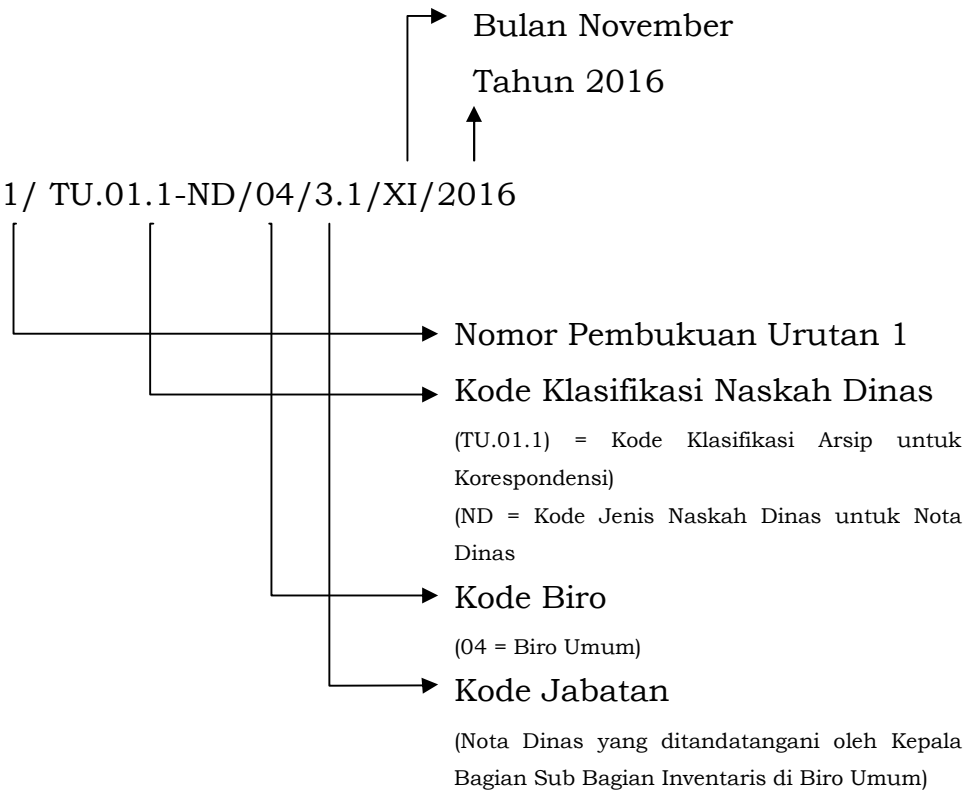 Bulan November
Tahun 2016
1/ TU.01.1-ND/04/3.1/XI/2016
Nomor Pembukuan Urutan 1
Kode Klasifikasi Naskah Dinas
(TU.01.1) = Kode Klasifikasi Arsip untuk
Korespondensi)
(ND = Kode Jenis Naskah Dinas untuk Nota
Dinas
Kode Biro
(04 = Biro Umum)
Kode Jabatan
(Nota Dinas yang ditandatangani oleh Kepala
Bagian Sub Bagian Inventaris di Biro Umum)